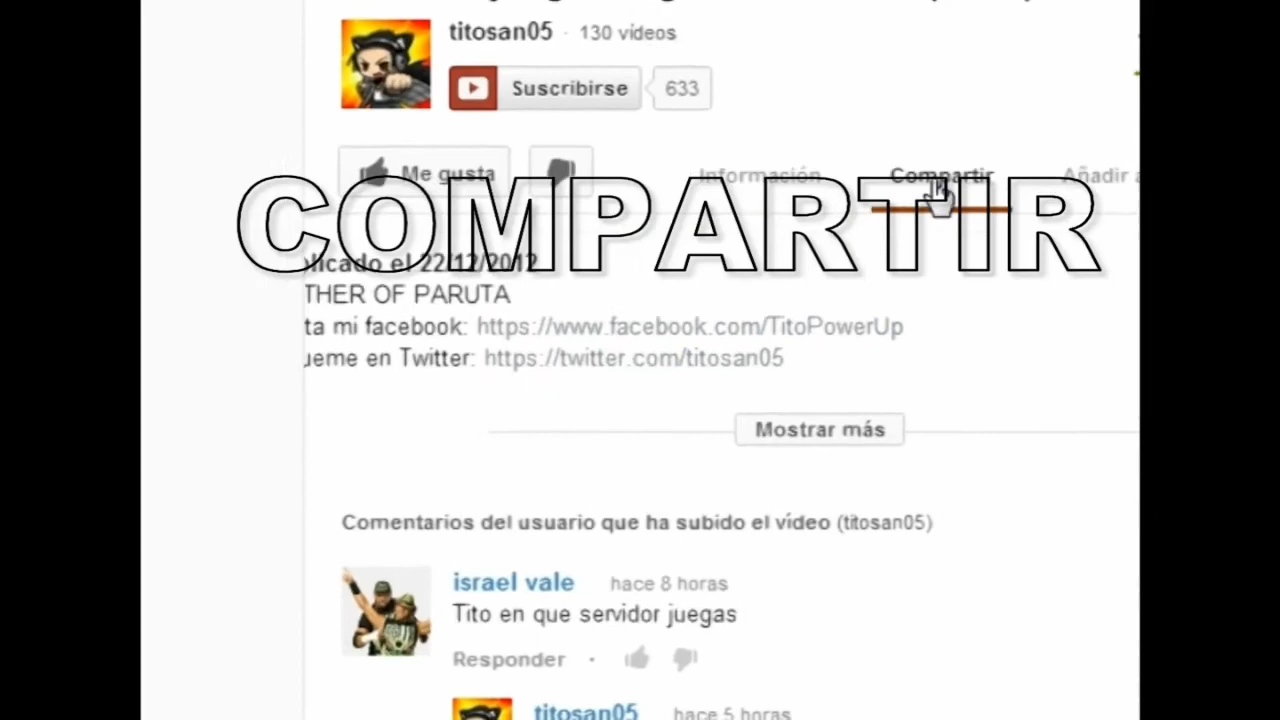 titosan05 · 130 vídeos
Suscribirse 633
Me gusta Información Compartir Añadir a
COMPARTIR
licado el 22/12/2012
THER OF PARUTA
ta mi facebook: https://www.facebook.com/TitoPowerUp
ueme en Twitter: https://twitter.com/titosan05
Mostrar más
Comentarios del usuario que ha subido el vídeo (titosan05)
israel vale hace 8 horas
Tito en que servidor juegas
Responder ·
titosan05 hace 5 horas